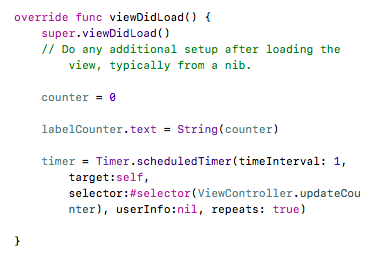 override func viewDidLoad() {
super.viewDidLoad()
// Do any additional setup after loading the
view, typically from a nib.
counter = 0
labelCounter.text = String(counter)
timer = Timer.scheduledTimer(timeInterval: 1,
target:self,
selector:#selector(ViewController.updateCou
nter), userInfo:nil, repeats: true)
}